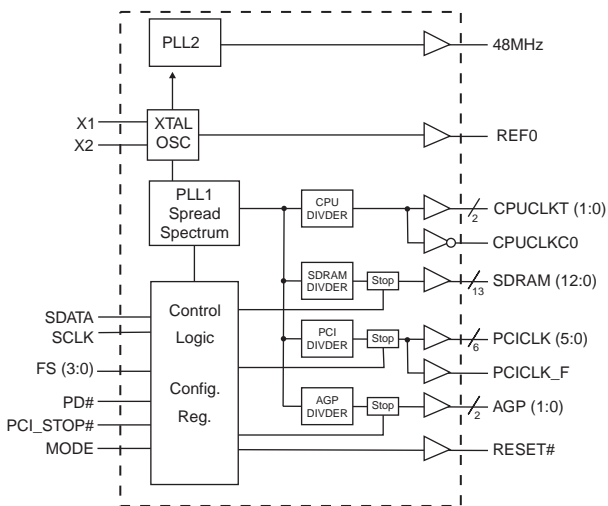 PLL2
48MHz
X1
X2
XTAL
OSC
REF0
PLL1
Spread
Spectrum
CPU
DIVDER
2
CPUCLKT (1:0)
CPUCLKC0
SDRAM
DIVDER
Stop
13
SDRAM (12:0)
SDATA
SCLK
FS (3:0)
PD#
PCI_STOP#
MODE
Control
Logic
Config.
Reg.
PCI
DIVDER
Stop
6
PCICLK (5:0)
PCICLK_F
AGP
DIVDER
Stop
2
AGP (1:0)
RESET#